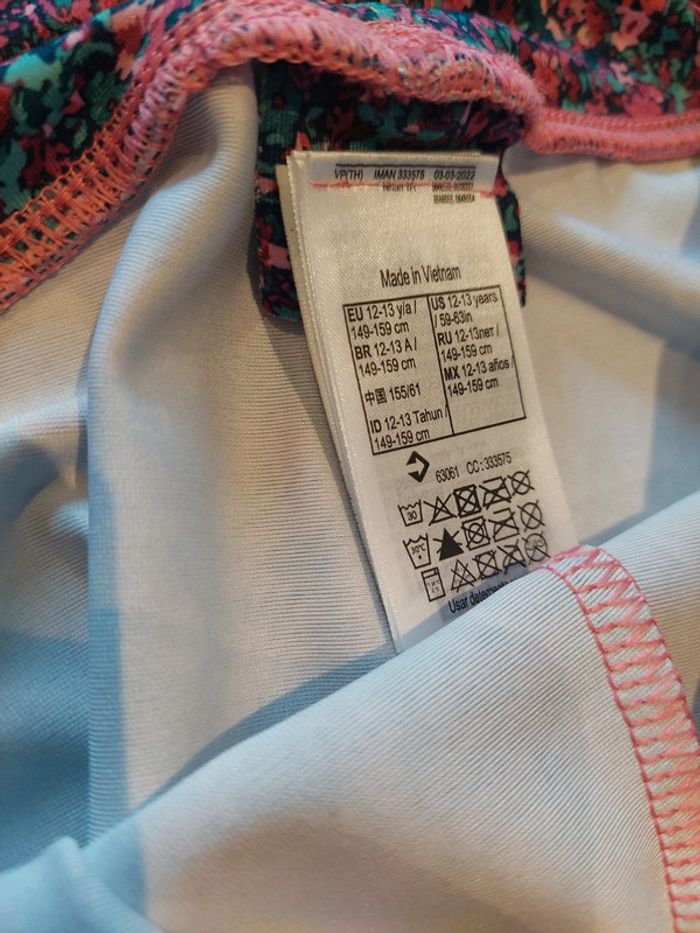 VP(TH) IMAN 333575 03-03-2022
Made in Vietnam
EU 12-13 y/a /
149-159 cm
BR 12-13 A /
149-159 cm
中国 155/61
ID 12-13 Tahun /
149-159 cm
US 12-13 years
/ 59-63in
RU 12-13лет /
149-159 cm
MX 12-13 años /
149-159 cm
63061 CC:333575
30
30°C
Usar